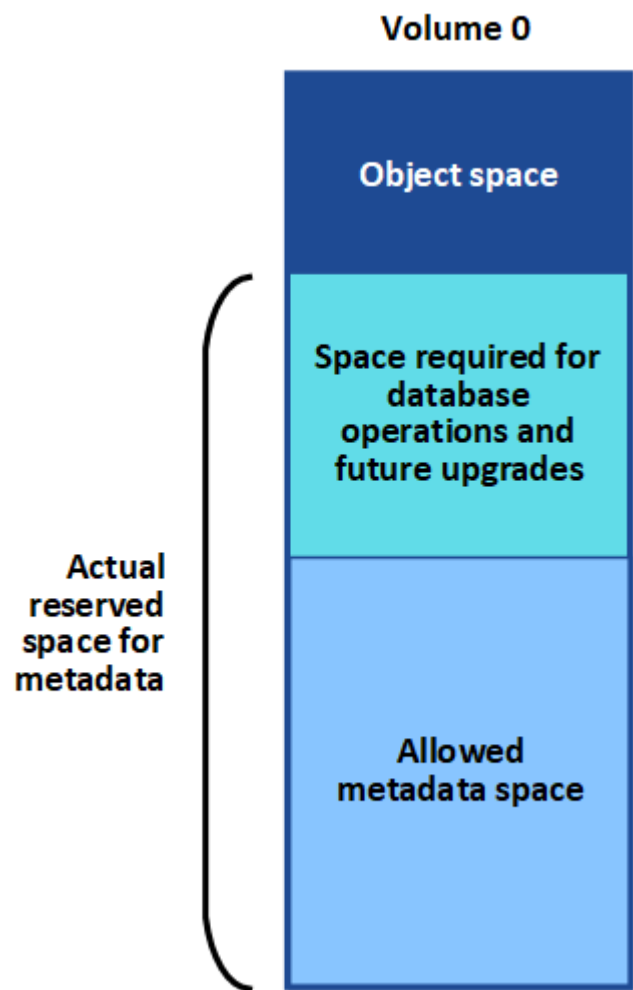 Volume 0
Object space
Space required for
database
operations and
future upgrades
Actual
reserved
space for
metadata
Allowed
metadata space